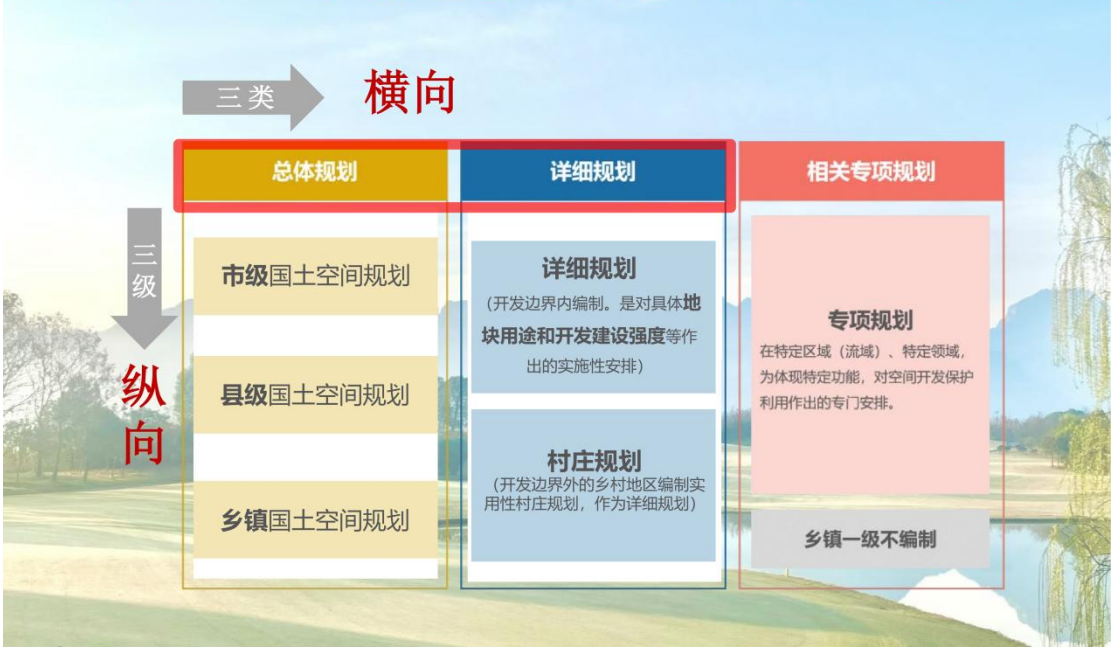 三类
横向
总体规划
详细规划
相关专项规划
三级
纵向
市级国土空间规划
县级国土空间规划
乡镇国土空间规划
详细规划
(开发边界内编制。是对具体地
块用途和开发建设强度等作
出的实施性安排)
村庄规划
(开发边界外的乡村地区编制实
用性村庄规划，作为详细规划)
专项规划
在特定区域（流域）、特定领域，
为体现特定功能，对空间开发保护
利用作出的专门安排。
乡镇一级不编制